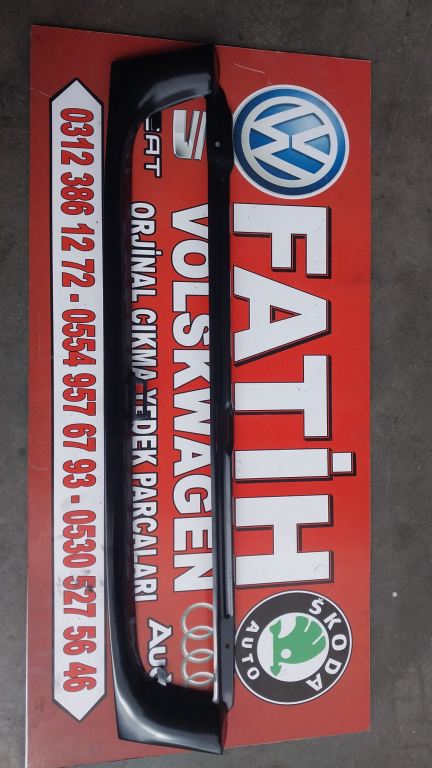 FATİH
VOLSKWAGEN
SEAT
ORJİNAL ÇIKMA YEDEK PARÇALARI
Audi
ŠKODA
AUTO
0312 386 12 72 - 0554 957 67 93 - 0530 527 56 46